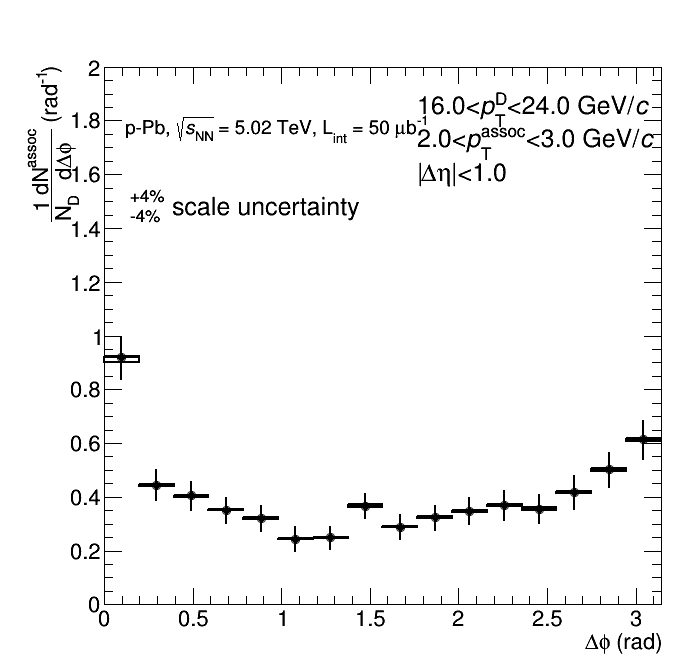 1 dN^assoc
N_D dΔφ (rad^-1)
2
1.8
1.6
1.4
1.2
1
0.8
0.6
0.4
0.2
0
p-Pb, √s_NN = 5.02 TeV, L_int = 50 μb^-1
16.0<p_T^D<24.0 GeV/c
2.0<p_T^assoc<3.0 GeV/c
|Δη|<1.0
+4%
-4% scale uncertainty
0 0.5 1 1.5 2 2.5 3
Δφ (rad)